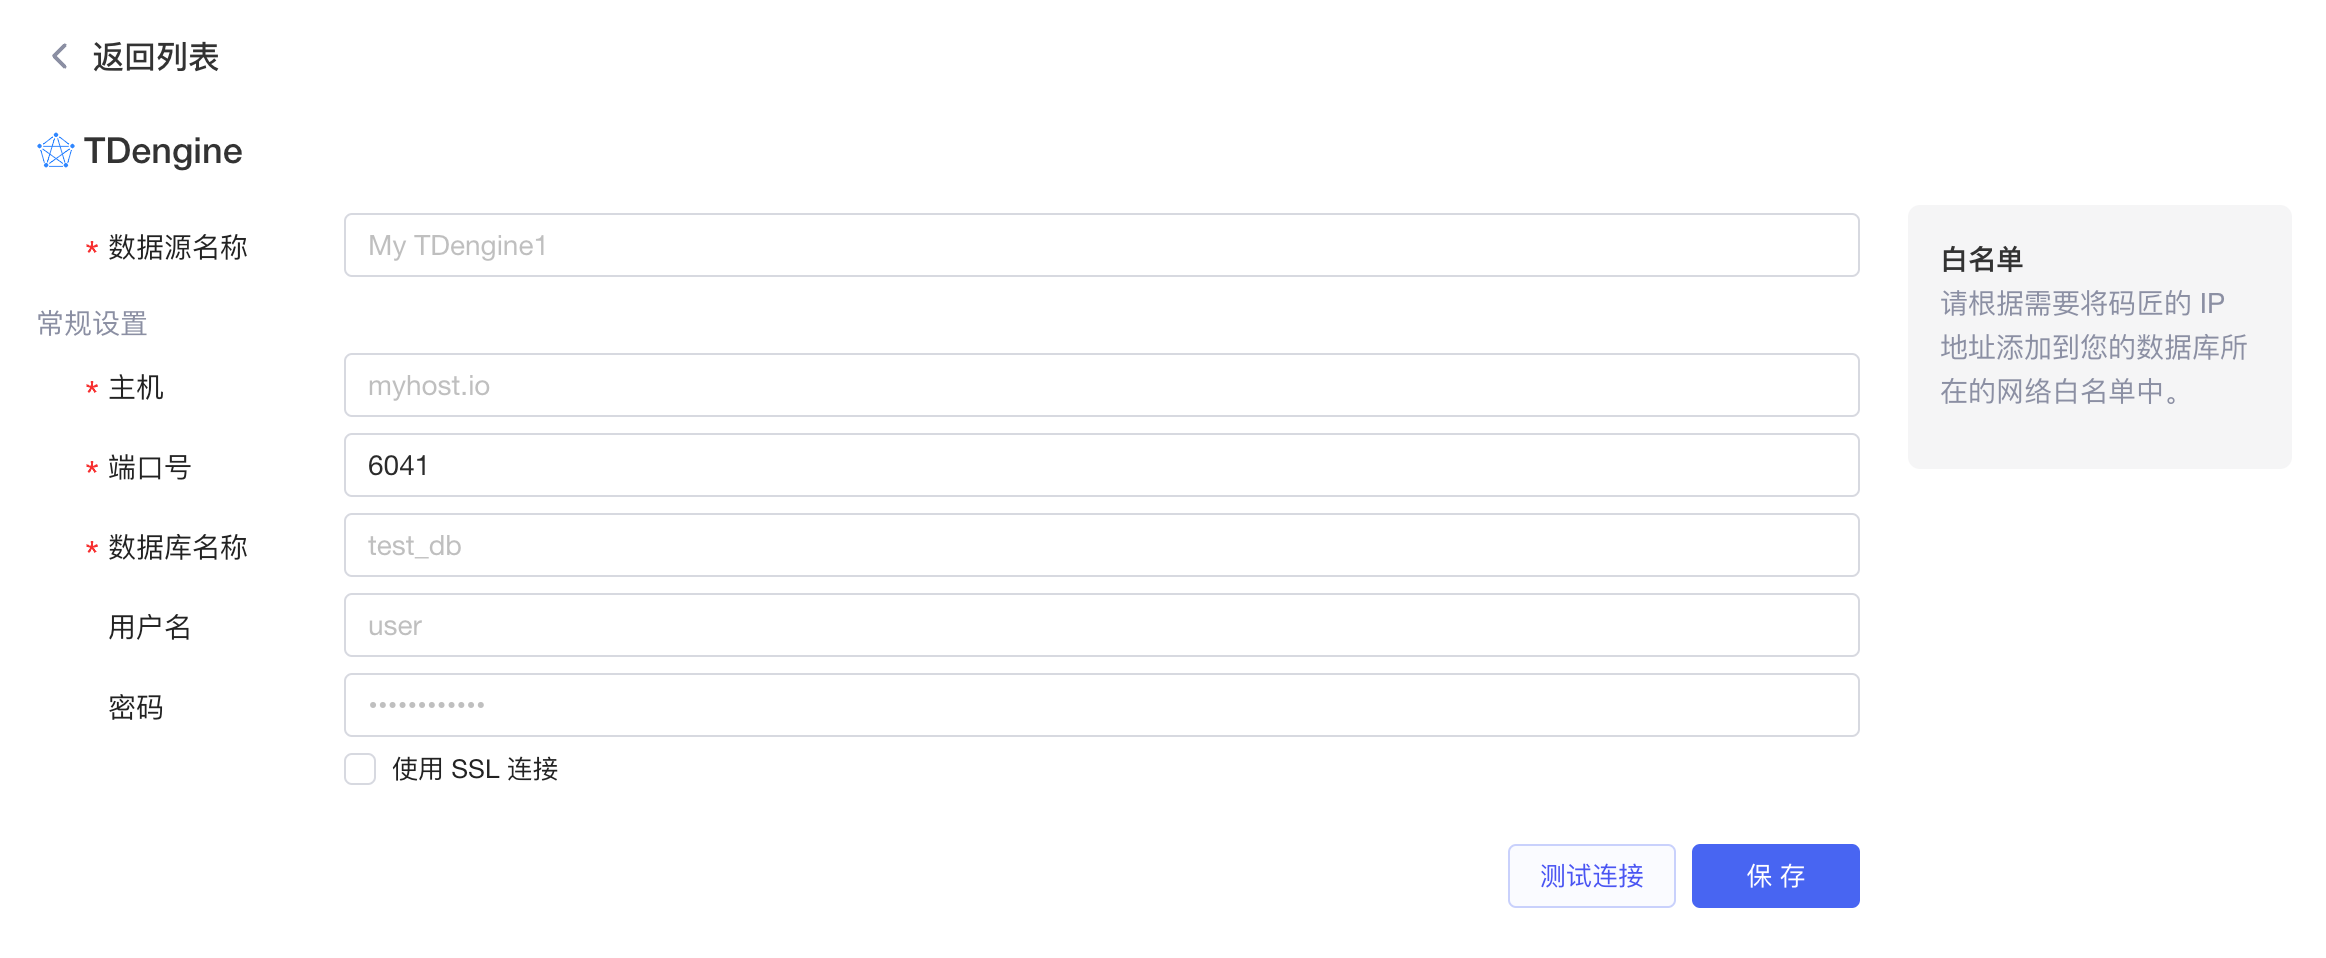 返回列表
TDengine
* 数据源名称
My TDengine1
常规设置
* 主机
myhost.io
* 端口号
6041
* 数据库名称
test_db
用户名
user
密码
••••••••••••
使用 SSL 连接
测试连接
保 存
白名单
请根据需要将码匠的 IP
地址添加到您的数据库所
在的网络白名单中。